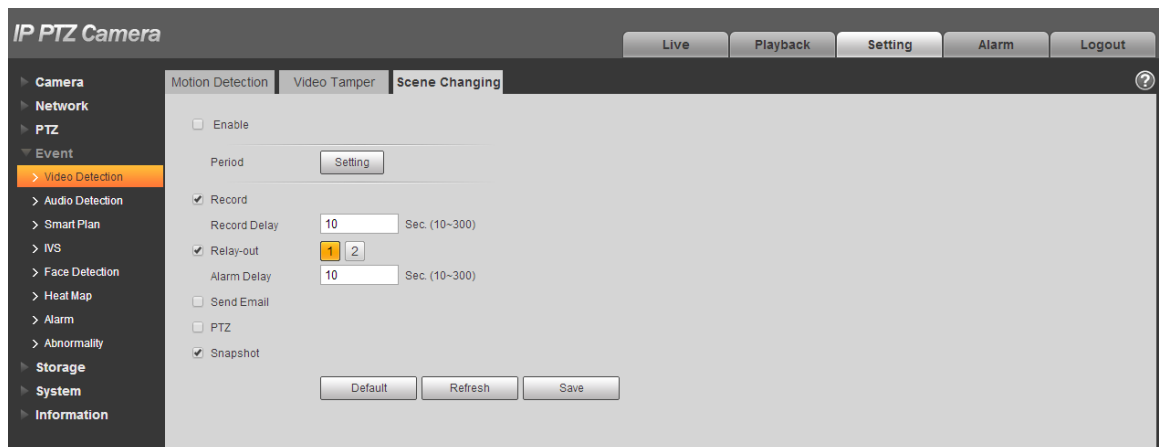 IP PTZ Camera
Live Playback Setting Alarm Logout
Camera
Network
PTZ
Event
Video Detection
Audio Detection
Smart Plan
IVS
Face Detection
Heat Map
Alarm
Abnormality
Storage
System
Information
Motion Detection Video Tamper Scene Changing ?
Enable
Period Setting
Record
Record Delay 10 Sec. (10~300)
Relay-out 1 2
Alarm Delay 10 Sec. (10~300)
Send Email
PTZ
Snapshot
Default Refresh Save